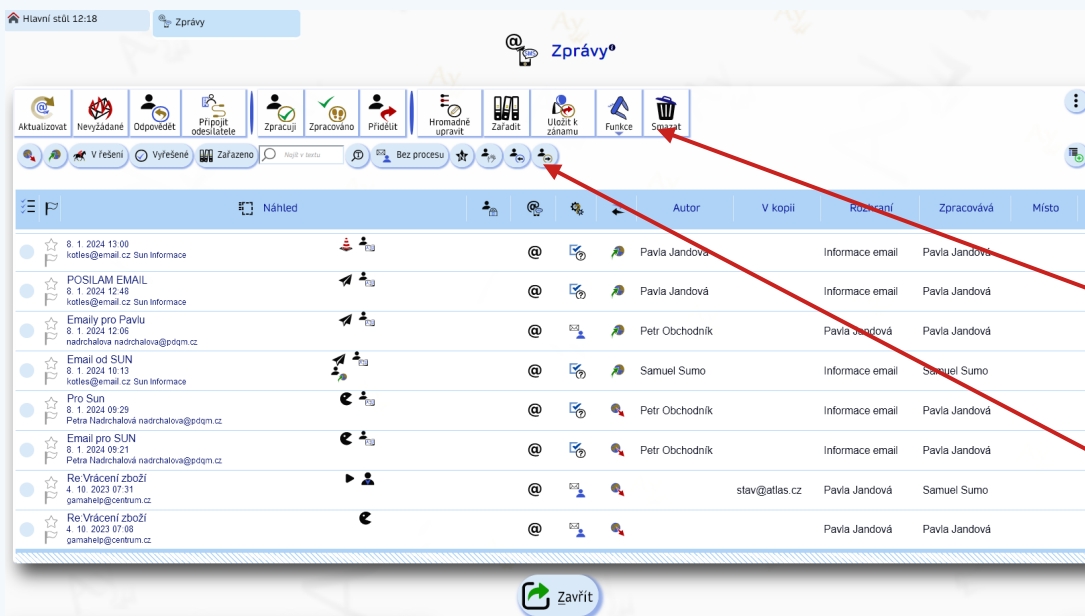 Hlavní stůl 12:18
Zprávy
Zprávy
Aktualizovat Nevyžádané Odpovědět Připojit odesílatele Zpracuji Zpracováno Přidělit Hromadně upravit Zařadit Uložit k zánamu Funkce Smazat
V řešení Vyřešené Zařazeno Najít v textu Bez procesu
Náhled Autor V kopii Rozhraní Zpracovává Místo
8. 1. 2024 13:00
kotles@email.cz Sun Informace
Pavla Jandová Informace email Pavla Jandová
POSILAM EMAIL
8. 1. 2024 12:48
kotles@email.cz Sun Informace
Pavla Jandová Informace email Pavla Jandová
Emaily pro Pavlu
8. 1. 2024 12:06
nadrchalova nadrchalova@pdqm.cz
Petr Obchodník Pavla Jandová Pavla Jandová
Email od SUN
8. 1. 2024 10:13
kotles@email.cz Sun Informace
Samuel Sumo Informace email Samuel Sumo
Pro Sun
8. 1. 2024 09:29
Petra Nadrchalová nadrchalova@pdqm.cz
Petr Obchodník Informace email Pavla Jandová
Email pro SUN
8. 1. 2024 09:21
Petra Nadrchalová nadrchalova@pdqm.cz
Petr Obchodník Informace email Pavla Jandová
Re:Vrácení zboží
4. 10. 2023 07:31
gamahelp@centrum.cz
stav@atlas.cz Pavla Jandová Samuel Sumo
Re:Vrácení zboží
4. 10. 2023 07:08
gamahelp@centrum.cz
Pavla Jandová Pavla Jandová
Zavřít